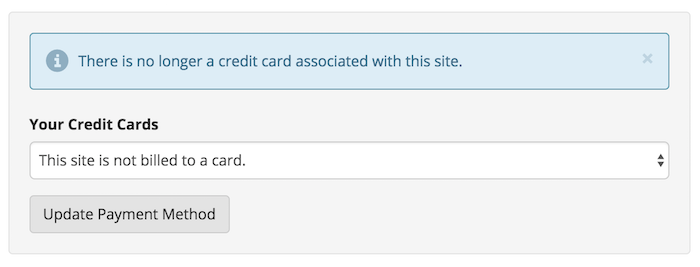 There is no longer a credit card associated with this site.
Your Credit Cards
This site is not billed to a card.
Update Payment Method